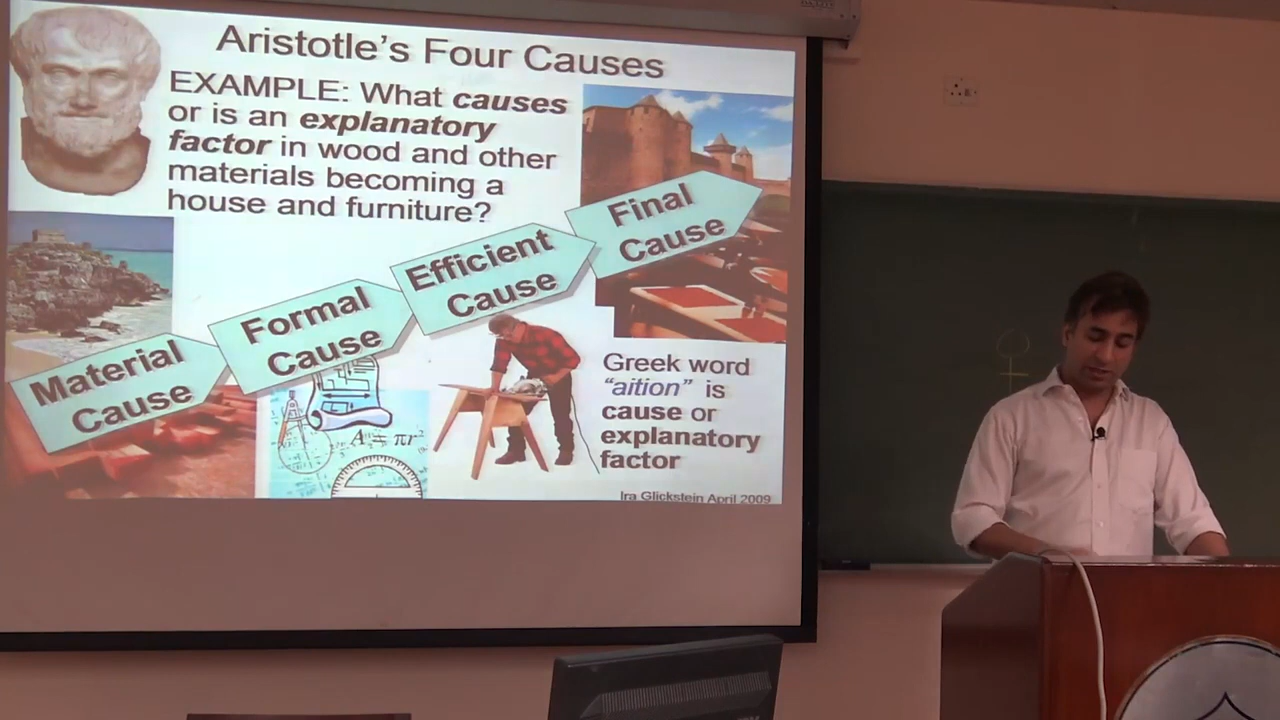 Aristotle's Four Causes
EXAMPLE: What causes
or is an explanatory
factor in wood and other
materials becoming a
house and furniture?
Material
Cause
Formal
Cause
Efficient
Cause
Final
Cause
A = πr²
Greek word
"aition" is
cause or
explanatory
factor
Ira Glickstein April 2009